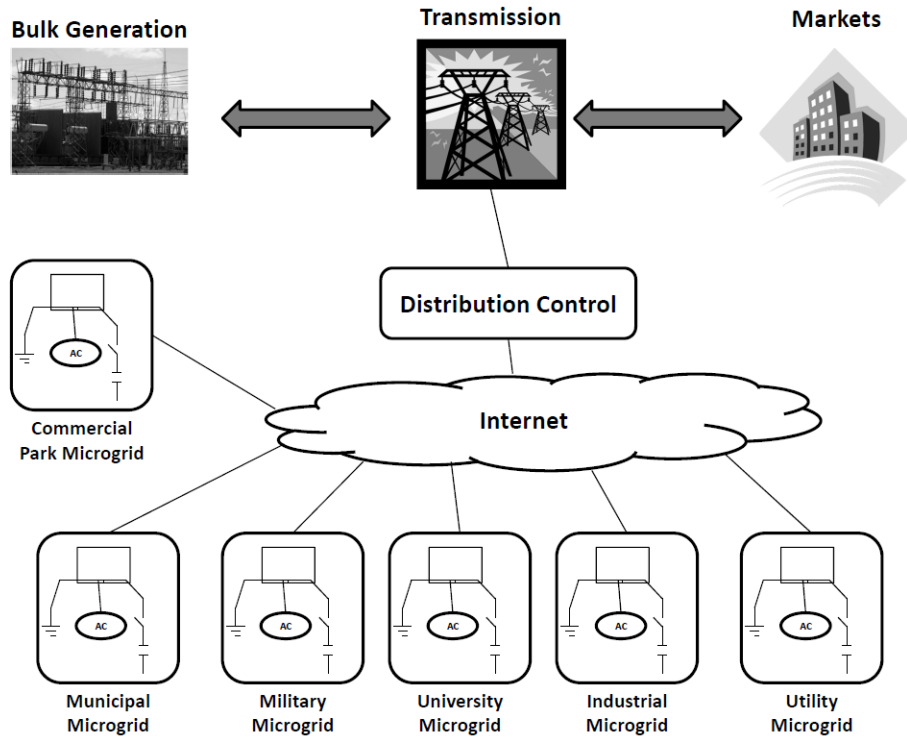 Bulk Generation
Transmission
Markets
Distribution Control
AC
Internet
Commercial
Park Microgrid
AC
AC
AC
AC
AC
Municipal
Microgrid
Military
Microgrid
University
Microgrid
Industrial
Microgrid
Utility
Microgrid